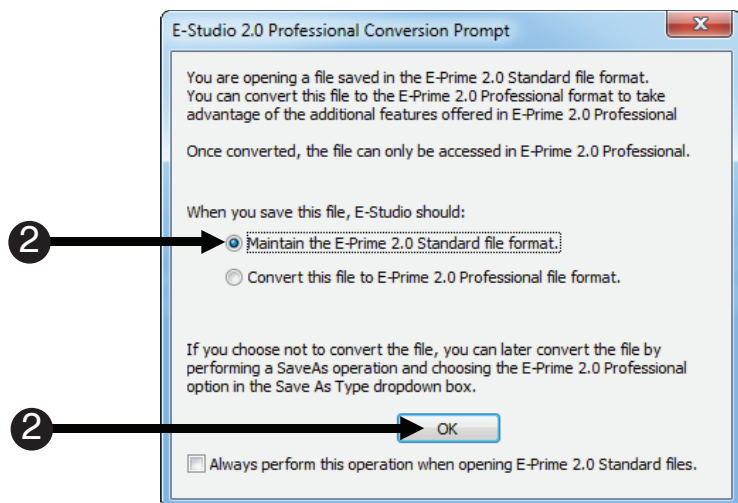 E-Studio 2.0 Professional Conversion Prompt
You are opening a file saved in the E-Prime 2.0 Standard file format.
You can convert this file to the E-Prime 2.0 Professional format to take
advantage of the additional features offered in E-Prime 2.0 Professional
Once converted, the file can only be accessed in E-Prime 2.0 Professional.
When you save this file, E-Studio should:
2 Maintain the E-Prime 2.0 Standard file format.
Convert this file to E-Prime 2.0 Professional file format.
If you choose not to convert the file, you can later convert the file by
performing a SaveAs operation and choosing the E-Prime 2.0 Professional
option in the Save As Type dropdown box.
2 OK
Always perform this operation when opening E-Prime 2.0 Standard files.